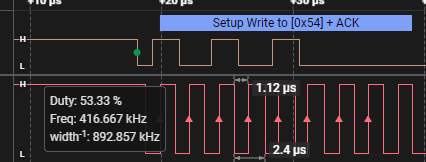 +10 µs +20 µs +30 µs
Setup Write to [0x54] + ACK
H
L
H
Duty: 53.33 %
Freq: 416.667 kHz
width⁻¹: 892.857 kHz
1.12 µs
L
2.4 µs